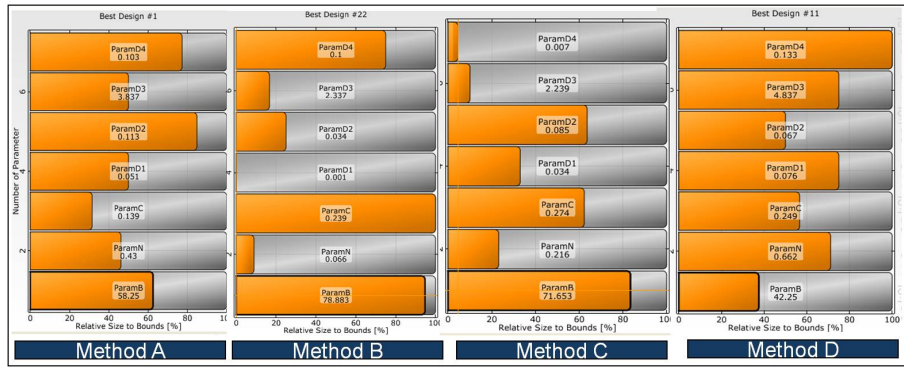 Best Design #1
Number of Parameter
6
4
2
ParamD4
0.103
ParamD3
3.837
ParamD2
0.113
ParamD1
0.051
ParamC
0.139
ParamN
0.43
ParamB
58.25
0 20 40 60 80 10
Relative Size to Bounds [%]
Method A
Best Design #22
ParamD4
0.1
ParamD3
2.337
ParamD2
0.034
ParamD1
0.001
ParamC
0.239
ParamN
0.066
ParamB
78.883
0 20 40 60 80 10
Relative Size to Bounds [%]
Method B
ParamD4
0.007
ParamD3
2.239
ParamD2
0.085
ParamD1
0.034
ParamC
0.274
ParamN
0.216
ParamB
71.653
0 20 40 60 80 10
Relative Size to Bounds [%]
Method C
Best Design #11
ParamD4
0.133
ParamD3
4.837
ParamD2
0.067
ParamD1
0.076
ParamC
0.249
ParamN
0.662
ParamB
42.25
0 20 40 60 80 100
Relative Size to Bounds [%]
Method D